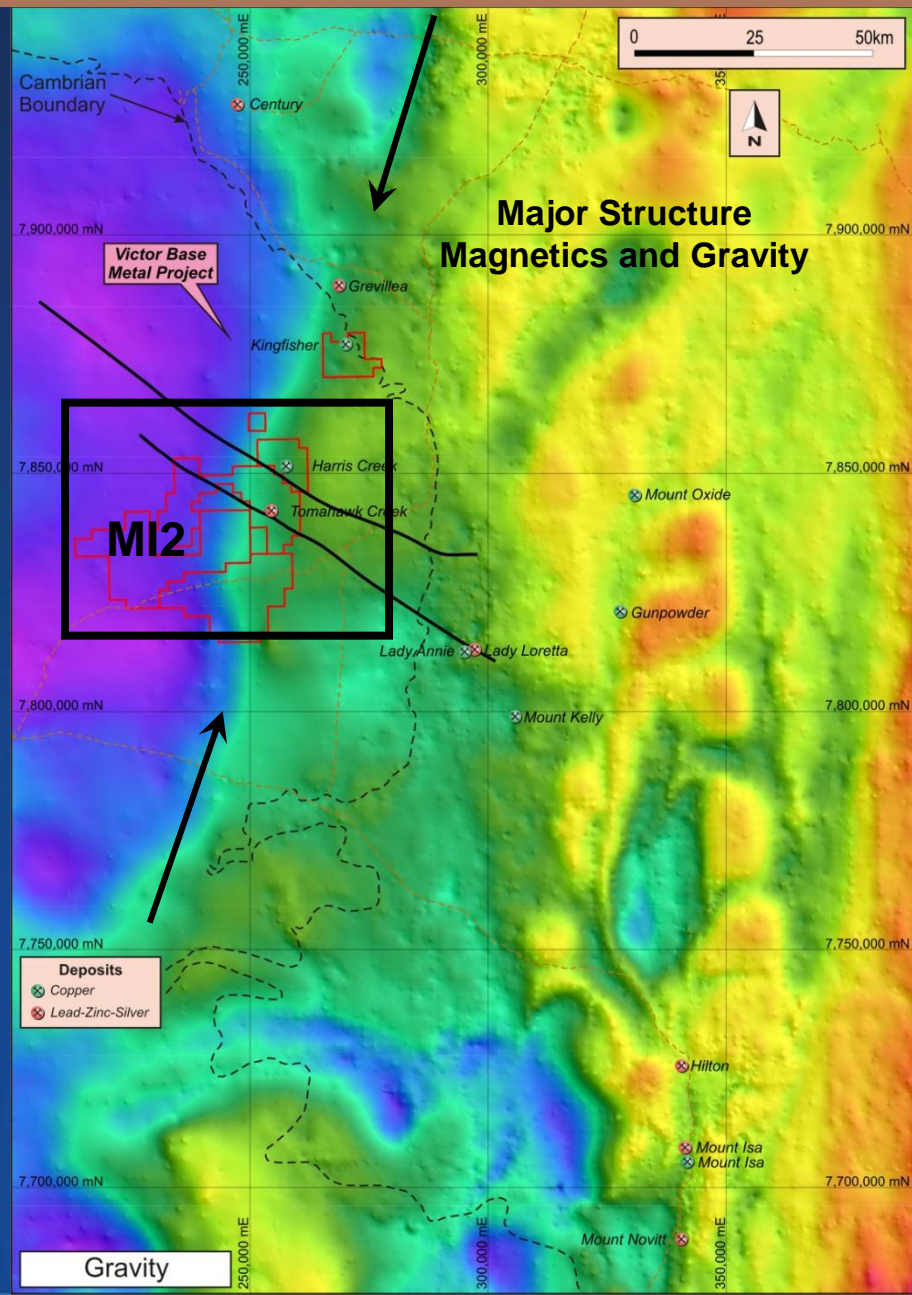 0 25 50km
250,000 mE
300,000 mE
35
Cambrian
Boundary
Century
N
Major Structure
Magnetics and Gravity
7,900,000 mN
7,900,000 mN
Victor Base
Metal Project
Grevillea
Kingfisher
7,850,000 mN
7,850,000 mN
Harris Creek
Mount Oxide
Tomahawk Creek
MI2
Gunpowder
Lady Annie
Lady Loretta
7,800,000 mN
7,800,000 mN
Mount Kelly
7,750,000 mN
7,750,000 mN
Deposits
Copper
Lead-Zinc-Silver
Hilton
Mount Isa
Mount Isa
7,700,000 mN
7,700,000 mN
Mount Novitt
250,000 mE
300,000 mE
350,000 mE
Gravity